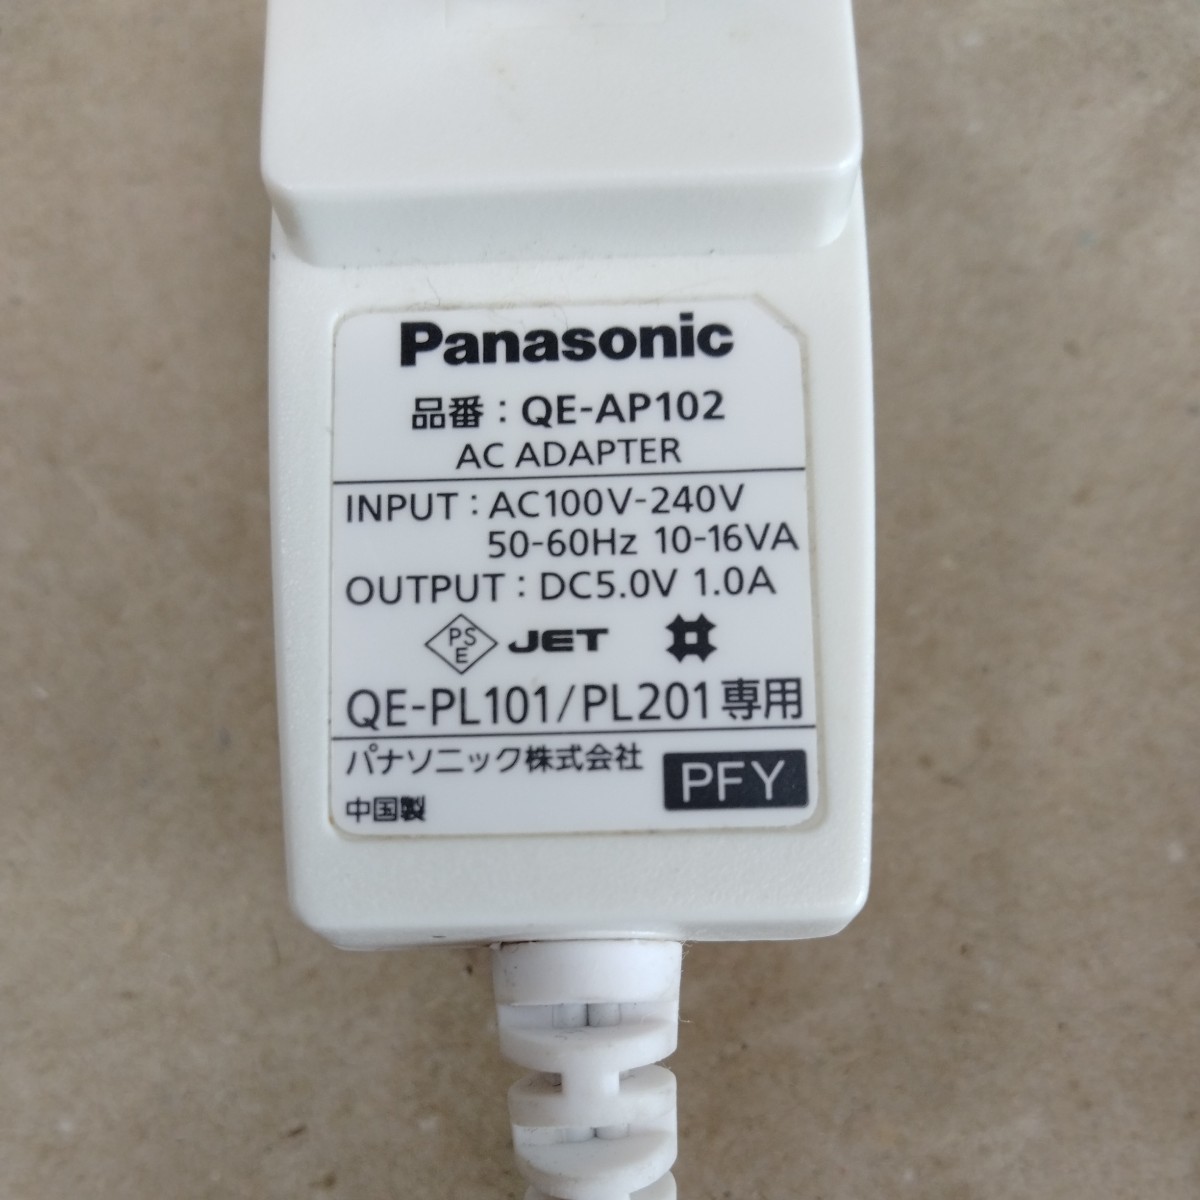 Panasonic
品番：QE-AP102
AC ADAPTER
INPUT：AC100V-240V
50-60Hz 10-16VA
OUTPUT：DC5.0V 1.0A
PSE JET
QE-PL101/PL201専用
パナソニック株式会社
PFY
中国製